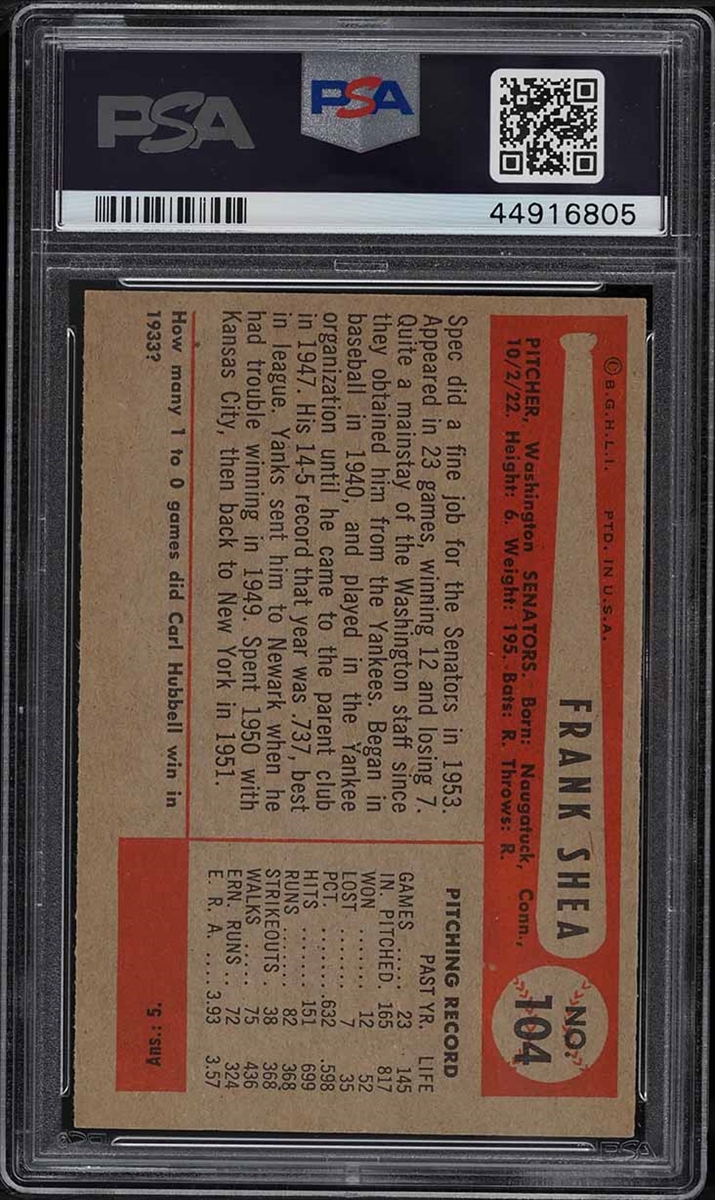 PSA
PSA
44916805
© B.G.H.L.I. PTD. IN U.S.A.
FRANK SHEA
NO.
104
PITCHER, Washington SENATORS. Born: Naugatuck, Conn.,
10/2/22. Height: 6. Weight: 195. Bats: R. Throws: R.
Spec did a fine job for the Senators in 1953.
Appeared in 23 games, winning 12 and losing 7.
Quite a mainstay of the Washington staff since
they obtained him from the Yankees. Began in
baseball in 1940, and played in the Yankee
organization until he came to the parent club
in 1947. His 14-5 record that year was .737, best
in league. Yanks sent him to Newark when he
had trouble winning in 1949. Spent 1950 with
Kansas City, then back to New York in 1951.
How many 1 to 0 games did Carl Hubbell win in
1933?
PITCHING RECORD
PAST YR. LIFE
GAMES ..... 23 145
IN. PITCHED. 165 817
WON ...... 12 52
LOST ....... 7 35
PCT. ........ .632 .598
HITS ...... 151 699
RUNS ....... 82 368
STRIKEOUTS . 38 368
WALKS ..... 75 436
ERN. RUNS .. 72 324
E. R. A. .... 3.93 3.57
Ans.: 5.
PSA